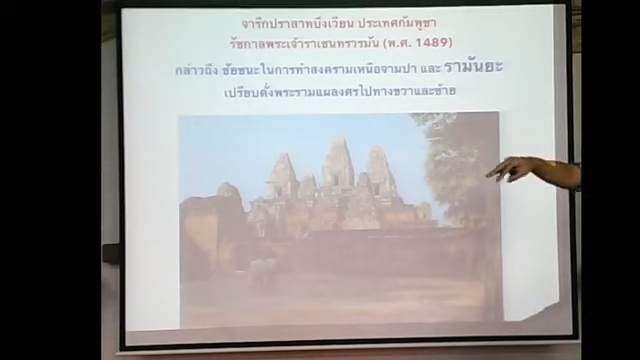 จารึกปราสาทบึงเวียน ประเทศกัมพูชา
รัชกาลพระเจ้าราเชนทรวรมัน (พ.ศ. 1489)
กล่าวถึง ชัยชนะในการทำสงครามเหนือจามปา และ รามันยะ
เปรียบดั่งพระรามแผลงศรไปทางขวาและซ้าย